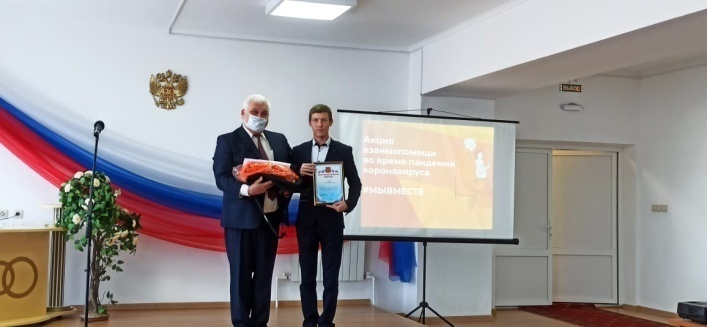 ВЫХОД
Акция
взаимопомощи
во время пандемии
коронавируса
#МЫВМЕСТЕ